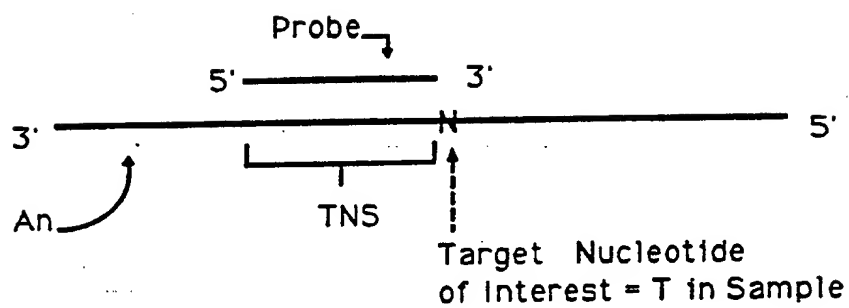 Probe
5' 3'
3' N 5'
An
TNS
Target Nucleotide
of Interest = T in Sample